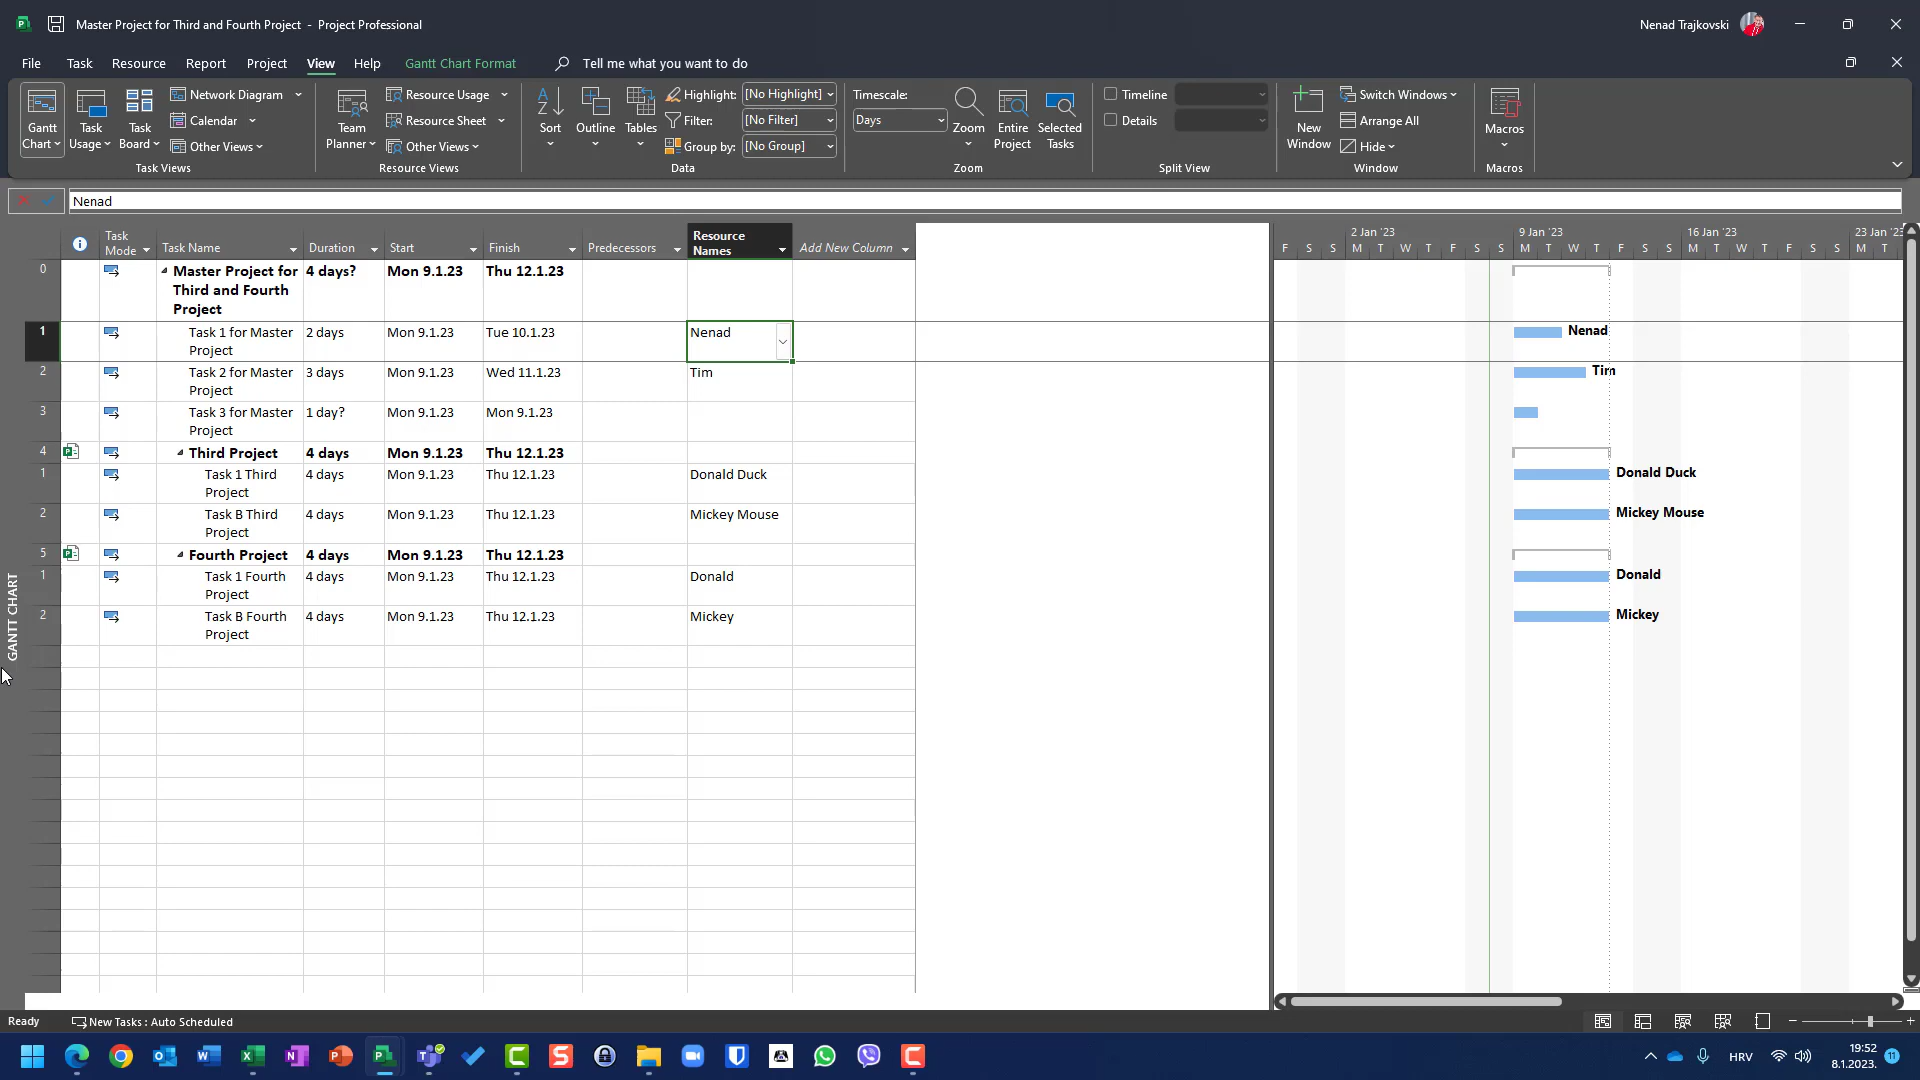 Master Project for Third and Fourth Project - Project Professional
Nenad Trajkovski
File Task Resource Report Project View Help Gantt Chart Format Tell me what you want to do
Gantt Chart
Task Usage
Task Board
Network Diagram
Calendar
Other Views
Task Views
Team Planner
Resource Usage
Resource Sheet
Other Views
Resource Views
Sort
Outline
Tables
Highlight: [No Highlight]
Filter: [No Filter]
Group by: [No Group]
Data
Timescale:
Days
Zoom
Entire Project
Selected Tasks
Zoom
Timeline
Details
Split View
New Window
Switch Windows
Arrange All
Hide
Window
Macros
Macros
Nenad
Task Mode
Task Name
Duration
Start
Finish
Predecessors
Resource Names
Add New Column
2 Jan '23 9 Jan '23 16 Jan '23 23 Jan '23
F S S M T W T F S S M T W T F S S M T W T F S S M T
0 Master Project for 4 days? Mon 9.1.23 Thu 12.1.23
Third and Fourth
Project
1 Task 1 for Master 2 days Mon 9.1.23 Tue 10.1.23 Nenad Nenad
Project
2 Task 2 for Master 3 days Mon 9.1.23 Wed 11.1.23 Tim Tim
Project
3 Task 3 for Master 1 day? Mon 9.1.23 Mon 9.1.23
Project
4 Third Project 4 days Mon 9.1.23 Thu 12.1.23
1 Task 1 Third 4 days Mon 9.1.23 Thu 12.1.23 Donald Duck Donald Duck
Project
2 Task B Third 4 days Mon 9.1.23 Thu 12.1.23 Mickey Mouse Mickey Mouse
Project
5 Fourth Project 4 days Mon 9.1.23 Thu 12.1.23
1 Task 1 Fourth 4 days Mon 9.1.23 Thu 12.1.23 Donald Donald
Project
2 Task B Fourth 4 days Mon 9.1.23 Thu 12.1.23 Mickey Mickey
Project
GANTT CHART
Ready New Tasks : Auto Scheduled
HRV
19:52
8.1.2023.
11